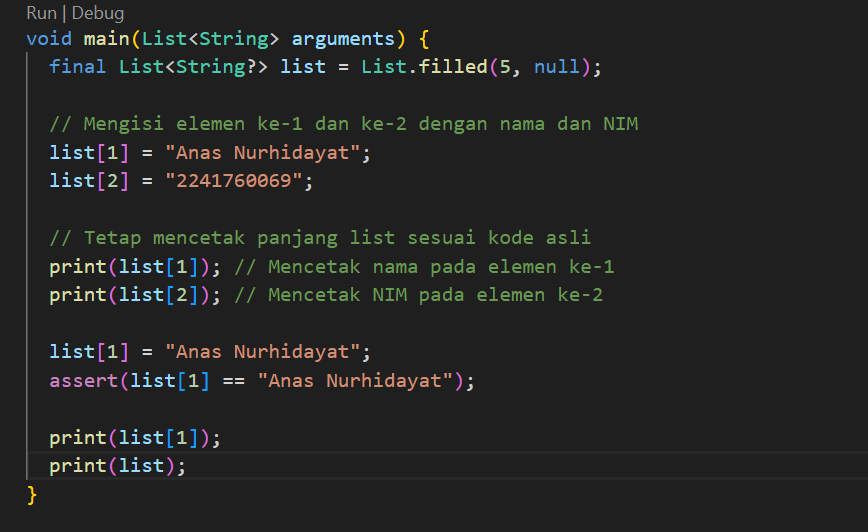 Run | Debug
void main(List<String> arguments) {
  final List<String?> list = List.filled(5, null);

  // Mengisi elemen ke-1 dan ke-2 dengan nama dan NIM
  list[1] = "Anas Nurhidayat";
  list[2] = "2241760069";

  // Tetap mencetak panjang list sesuai kode asli
  print(list[1]); // Mencetak nama pada elemen ke-1
  print(list[2]); // Mencetak NIM pada elemen ke-2

  list[1] = "Anas Nurhidayat";
  assert(list[1] == "Anas Nurhidayat");

  print(list[1]);
  print(list);
}